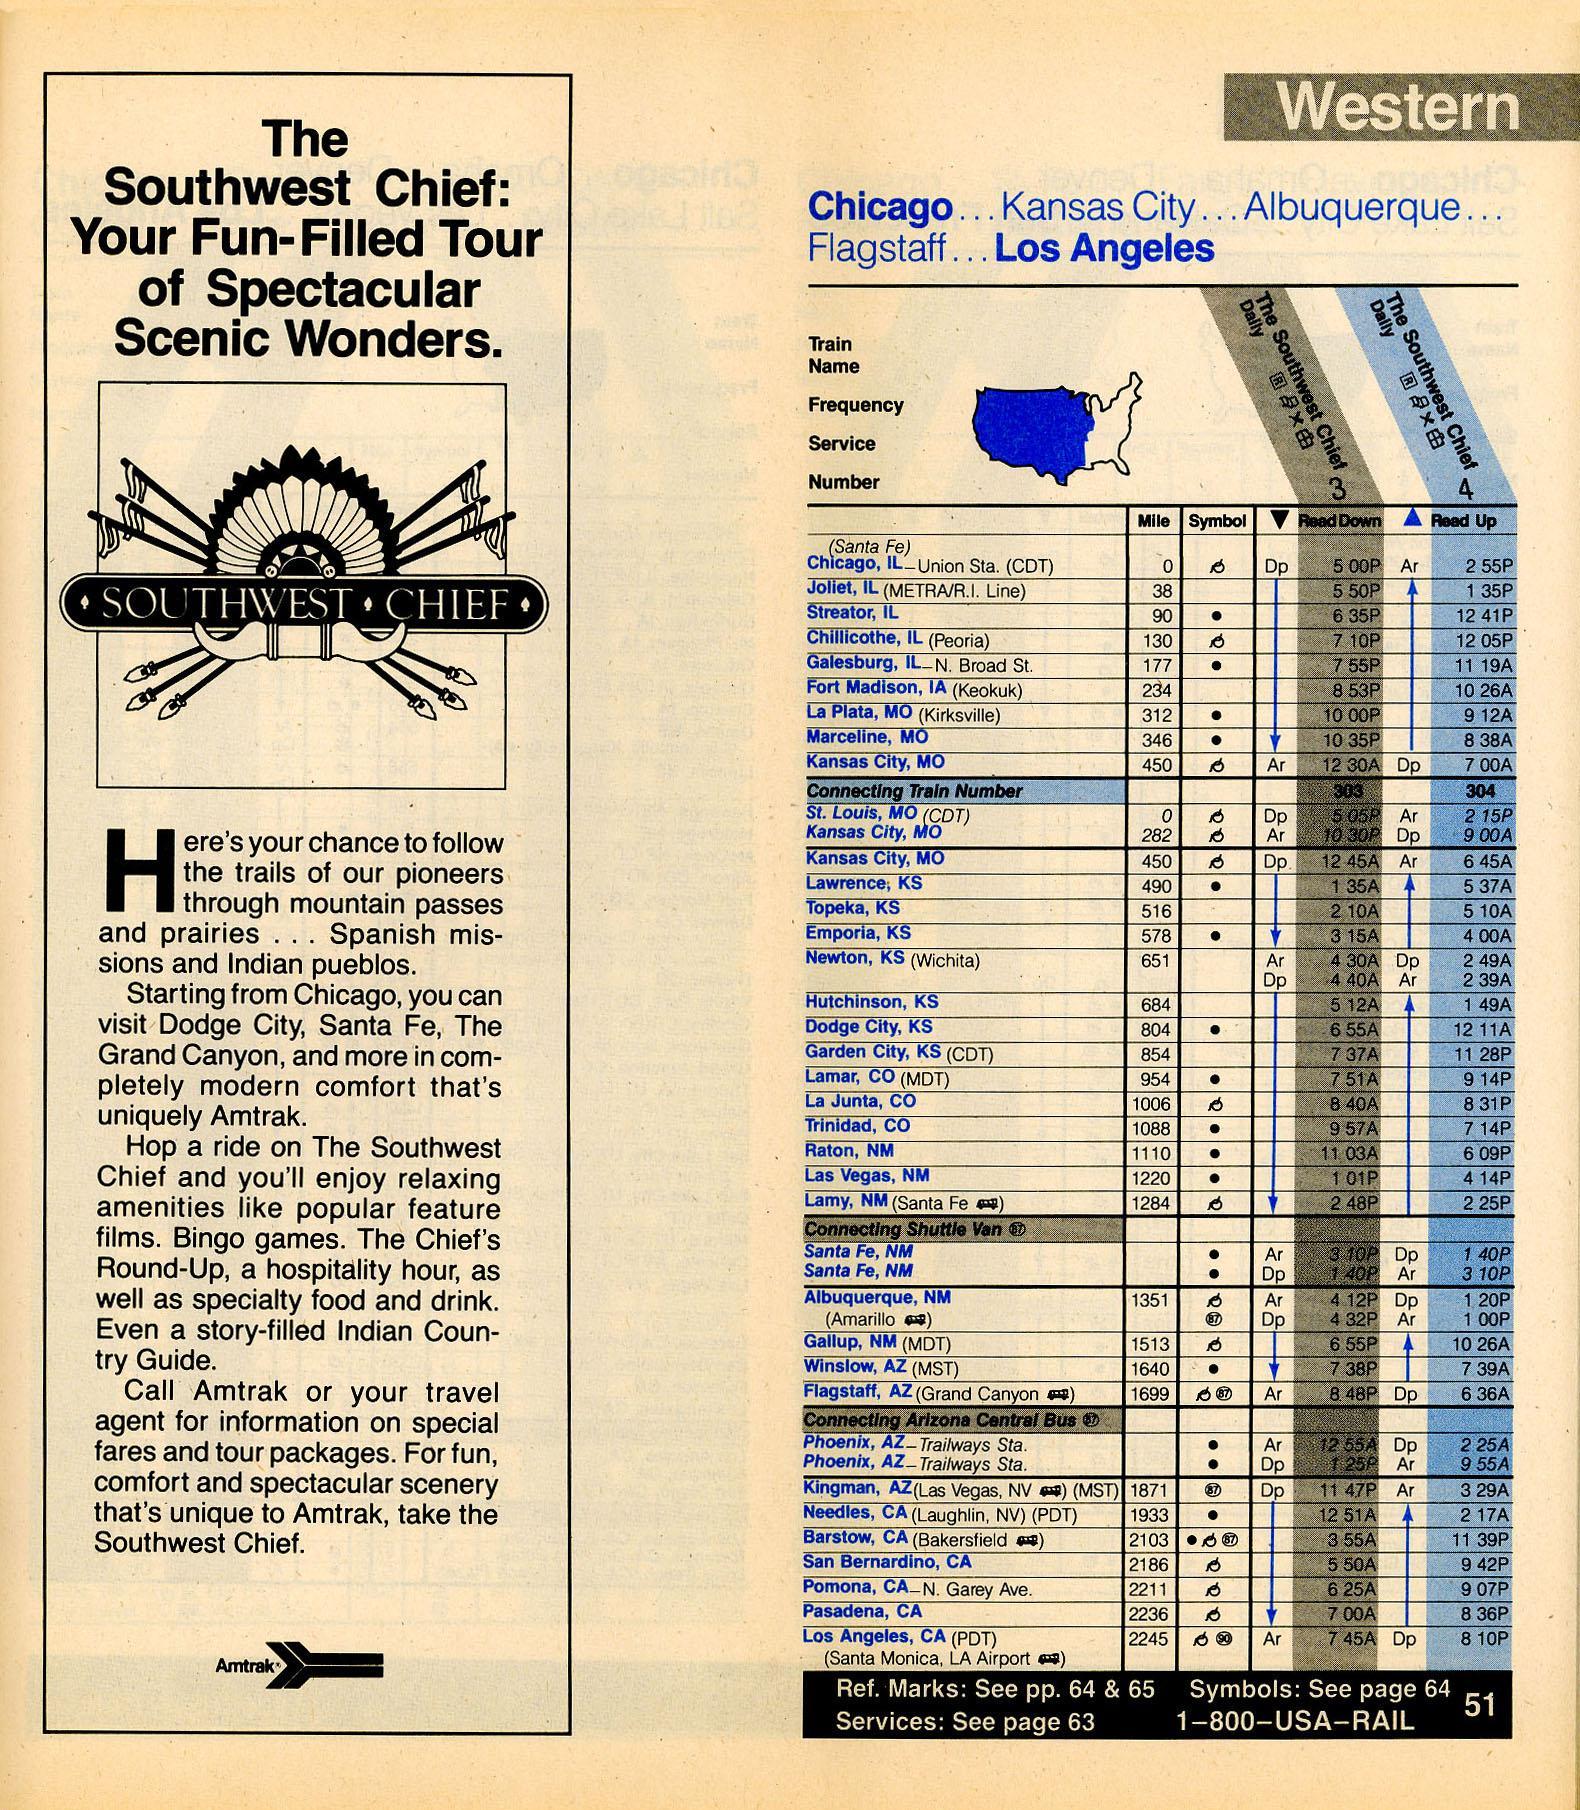 The
Southwest Chief:
Your Fun-Filled Tour
of Spectacular
Scenic Wonders.
SOUTHWEST CHIEF
Here's your chance to follow
the trails of our pioneers
through mountain passes
and prairies . . . Spanish mis-
sions and Indian pueblos.
Starting from Chicago, you can
visit Dodge City, Santa Fe, The
Grand Canyon, and more in com-
pletely modern comfort that's
uniquely Amtrak.
Hop a ride on The Southwest
Chief and you'll enjoy relaxing
amenities like popular feature
films. Bingo games. The Chief's
Round-Up, a hospitality hour, as
well as specialty food and drink.
Even a story-filled Indian Coun-
try Guide.
Call Amtrak or your travel
agent for information on special
fares and tour packages. For fun,
comfort and spectacular scenery
that's unique to Amtrak, take the
Southwest Chief.
Amtrak®
Western
Chicago...Kansas City...Albuquerque...
Flagstaff...Los Angeles
Train
Name
Frequency
Service
Number
The Southwest Chief
Daily
3
The Southwest Chief
Daily
4
Mile Symbol ▼ Read Down ▲ Read Up
(Santa Fe)
Chicago, IL–Union Sta. (CDT) 0 Dp 5 00P Ar 2 55P
Joliet, IL (METRA/R.I. Line) 38 5 50P 1 35P
Streator, IL 90 ● 6 35P 12 41P
Chillicothe, IL (Peoria) 130 7 10P 12 05P
Galesburg, IL–N. Broad St. 177 ● 7 55P 11 19A
Fort Madison, IA (Keokuk) 234 8 53P 10 26A
La Plata, MO (Kirksville) 312 ● 10 00P 9 12A
Marceline, MO 346 ● 10 35P 8 38A
Kansas City, MO 450 Ar 12 30A Dp 7 00A
Connecting Train Number 303 304
St. Louis, MO (CDT) 0 Dp 5 05P Ar 2 15P
Kansas City, MO 282 Ar 10 30P Dp 9 00A
Kansas City, MO 450 Dp 12 45A Ar 6 45A
Lawrence, KS 490 ● 1 35A 5 37A
Topeka, KS 516 2 10A 5 10A
Emporia, KS 578 ● 3 15A 4 00A
Newton, KS (Wichita) 651 Ar 4 30A Dp 2 49A
Dp 4 40A Ar 2 39A
Hutchinson, KS 684 5 12A 1 49A
Dodge City, KS 804 ● 6 55A 12 11A
Garden City, KS (CDT) 854 7 37A 11 28P
Lamar, CO (MDT) 954 ● 7 51A 9 14P
La Junta, CO 1006 8 40A 8 31P
Trinidad, CO 1088 ● 9 57A 7 14P
Raton, NM 1110 ● 11 03A 6 09P
Las Vegas, NM 1220 ● 1 01P 4 14P
Lamy, NM (Santa Fe) 1284 2 48P 2 25P
Connecting Shuttle Van 87
Santa Fe, NM ● Ar 3 10P Dp 1 40P
Santa Fe, NM ● Dp 1 40P Ar 3 10P
Albuquerque, NM 1351 Ar 4 12P Dp 1 20P
(Amarillo) 87 Dp 4 32P Ar 1 00P
Gallup, NM (MDT) 1513 6 55P 10 26A
Winslow, AZ (MST) 1640 ● 7 38P 7 39A
Flagstaff, AZ (Grand Canyon) 1699 87 Ar 8 48P Dp 6 36A
Connecting Arizona Central Bus 87
Phoenix, AZ–Trailways Sta. ● Ar 12 55A Dp 2 25A
Phoenix, AZ–Trailways Sta. ● Dp 1 25P Ar 9 55A
Kingman, AZ (Las Vegas, NV) (MST) 1871 87 Dp 11 47P Ar 3 29A
Needles, CA (Laughlin, NV) (PDT) 1933 ● 12 51A 2 17A
Barstow, CA (Bakersfield) 2103 ● 87 3 55A 11 39P
San Bernardino, CA 2186 5 50A 9 42P
Pomona, CA–N. Garey Ave. 2211 6 25A 9 07P
Pasadena, CA 2236 7 00A 8 36P
Los Angeles, CA (PDT) 2245 90 Ar 7 45A Dp 8 10P
(Santa Monica, LA Airport)
Ref. Marks: See pp. 64 & 65 Symbols: See page 64
Services: See page 63 1–800–USA–RAIL
51